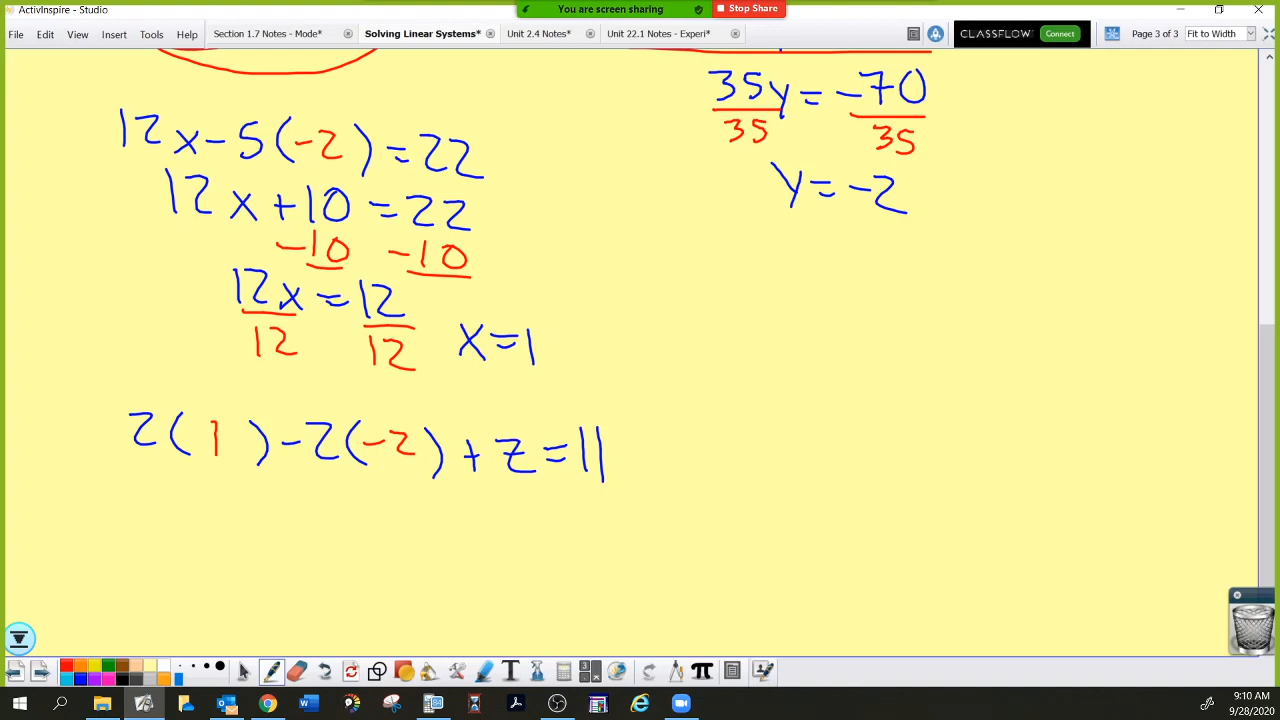 ActivInspire - Studio
You are screen sharing
Stop Share
File Edit View Insert Tools Help
Section 1.7 Notes - Mode*
Solving Linear Systems*
Unit 2.4 Notes*
Unit 22.1 Notes - Experi*
CLASSFLOW
Connect
Page 3 of 3
Fit to Width
35y = -70
35 35
y = -2
12x - 5(-2) = 22
12x + 10 = 22
-10 -10
12x = 12
12 12
x = 1
2(1) - 2(-2) + z = 11
9:10 AM
9/28/2020